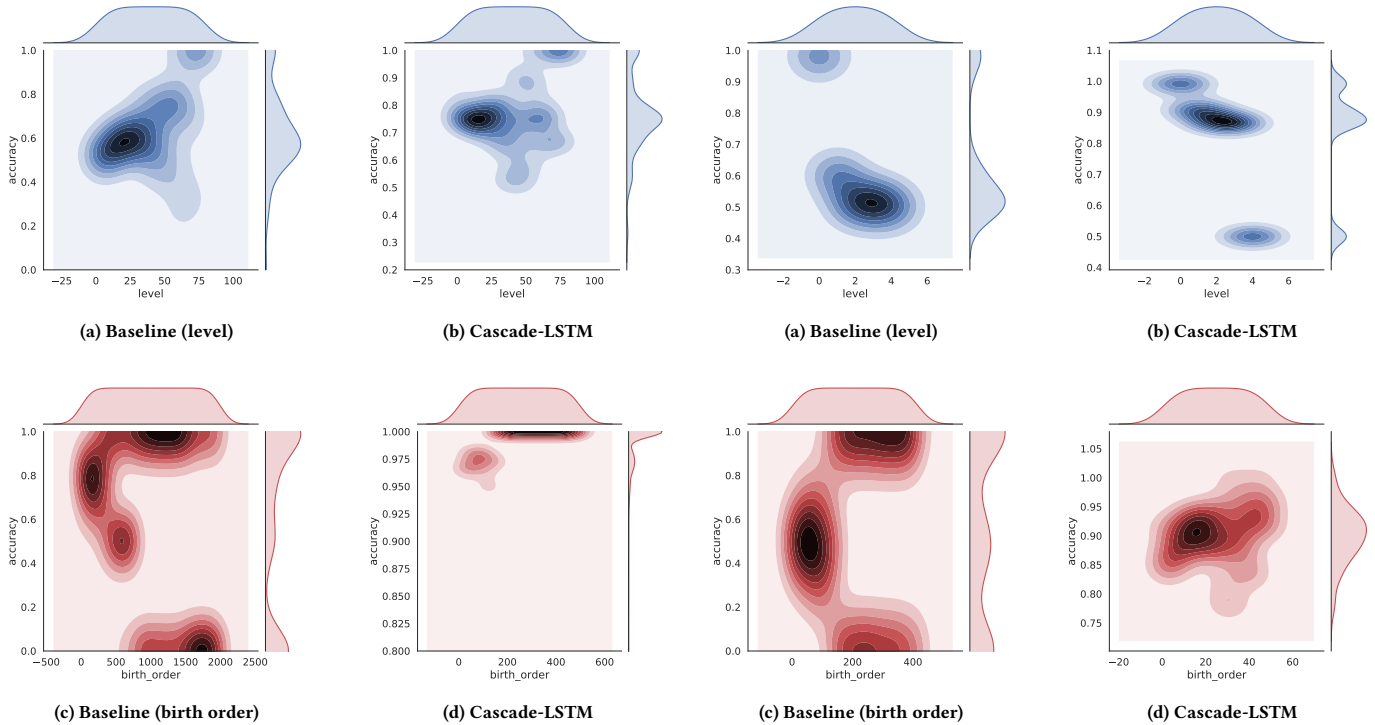 1.0
0.8
0.6
0.4
0.2
0.0
accuracy
−25 0 25 50 75 100
level
(a) Baseline (level)
1.0
0.9
0.8
0.7
0.6
0.5
0.4
0.3
0.2
accuracy
−25 0 25 50 75 100
level
(b) Cascade-LSTM
1.0
0.9
0.8
0.7
0.6
0.5
0.4
0.3
accuracy
−2 0 2 4 6
level
(a) Baseline (level)
1.1
1.0
0.9
0.8
0.7
0.6
0.5
0.4
accuracy
−2 0 2 4 6
level
(b) Cascade-LSTM
1.0
0.8
0.6
0.4
0.2
0.0
accuracy
−500 0 500 1000 1500 2000 2500
birth_order
(c) Baseline (birth order)
1.000
0.975
0.950
0.925
0.900
0.875
0.850
0.825
0.800
accuracy
0 200 400 600
birth_order
(d) Cascade-LSTM
1.0
0.8
0.6
0.4
0.2
0.0
accuracy
0 200 400
birth_order
(c) Baseline (birth order)
1.05
1.00
0.95
0.90
0.85
0.80
0.75
accuracy
−20 0 20 40 60
birth_order
(d) Cascade-LSTM